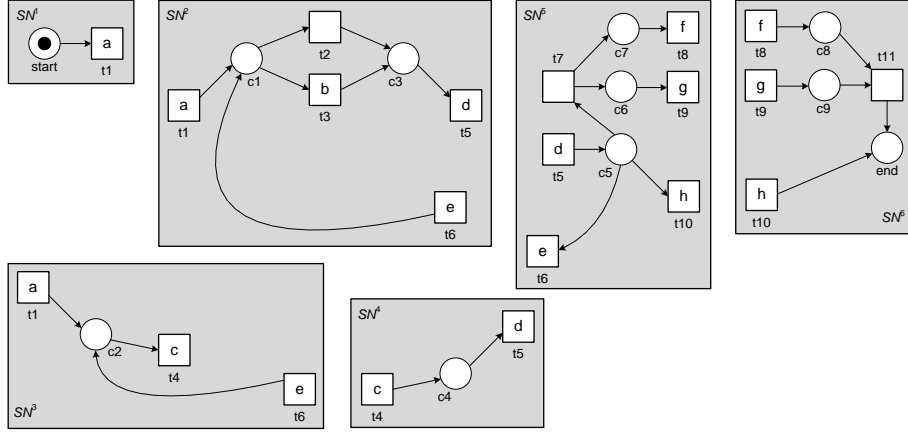 SN¹
a
start
t1
SN²
a
t1
c1
t2
b
t3
c3
d
t5
e
t6
SN⁵
t7
c7
f
t8
c6
g
t9
d
t5
c5
h
t10
e
t6
f
t8
c8
t11
g
t9
c9
end
h
t10
SN⁶
a
t1
c2
c
t4
e
t6
SN³
SN⁴
d
t5
c
t4
c4